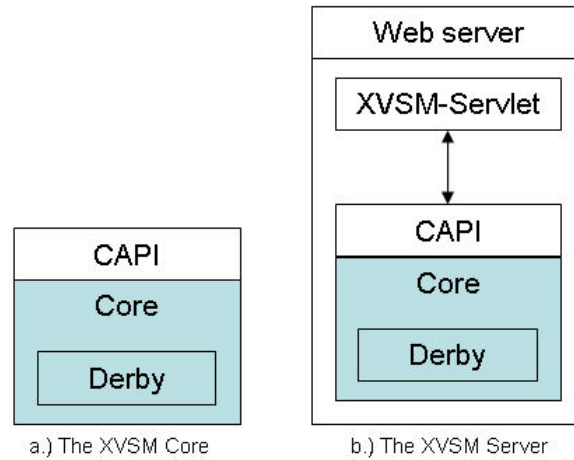 CAPI
Core
Derby
a.) The XVSM Core
Web server
XVSM-Servlet
CAPI
Core
Derby
b.) The XVSM Server